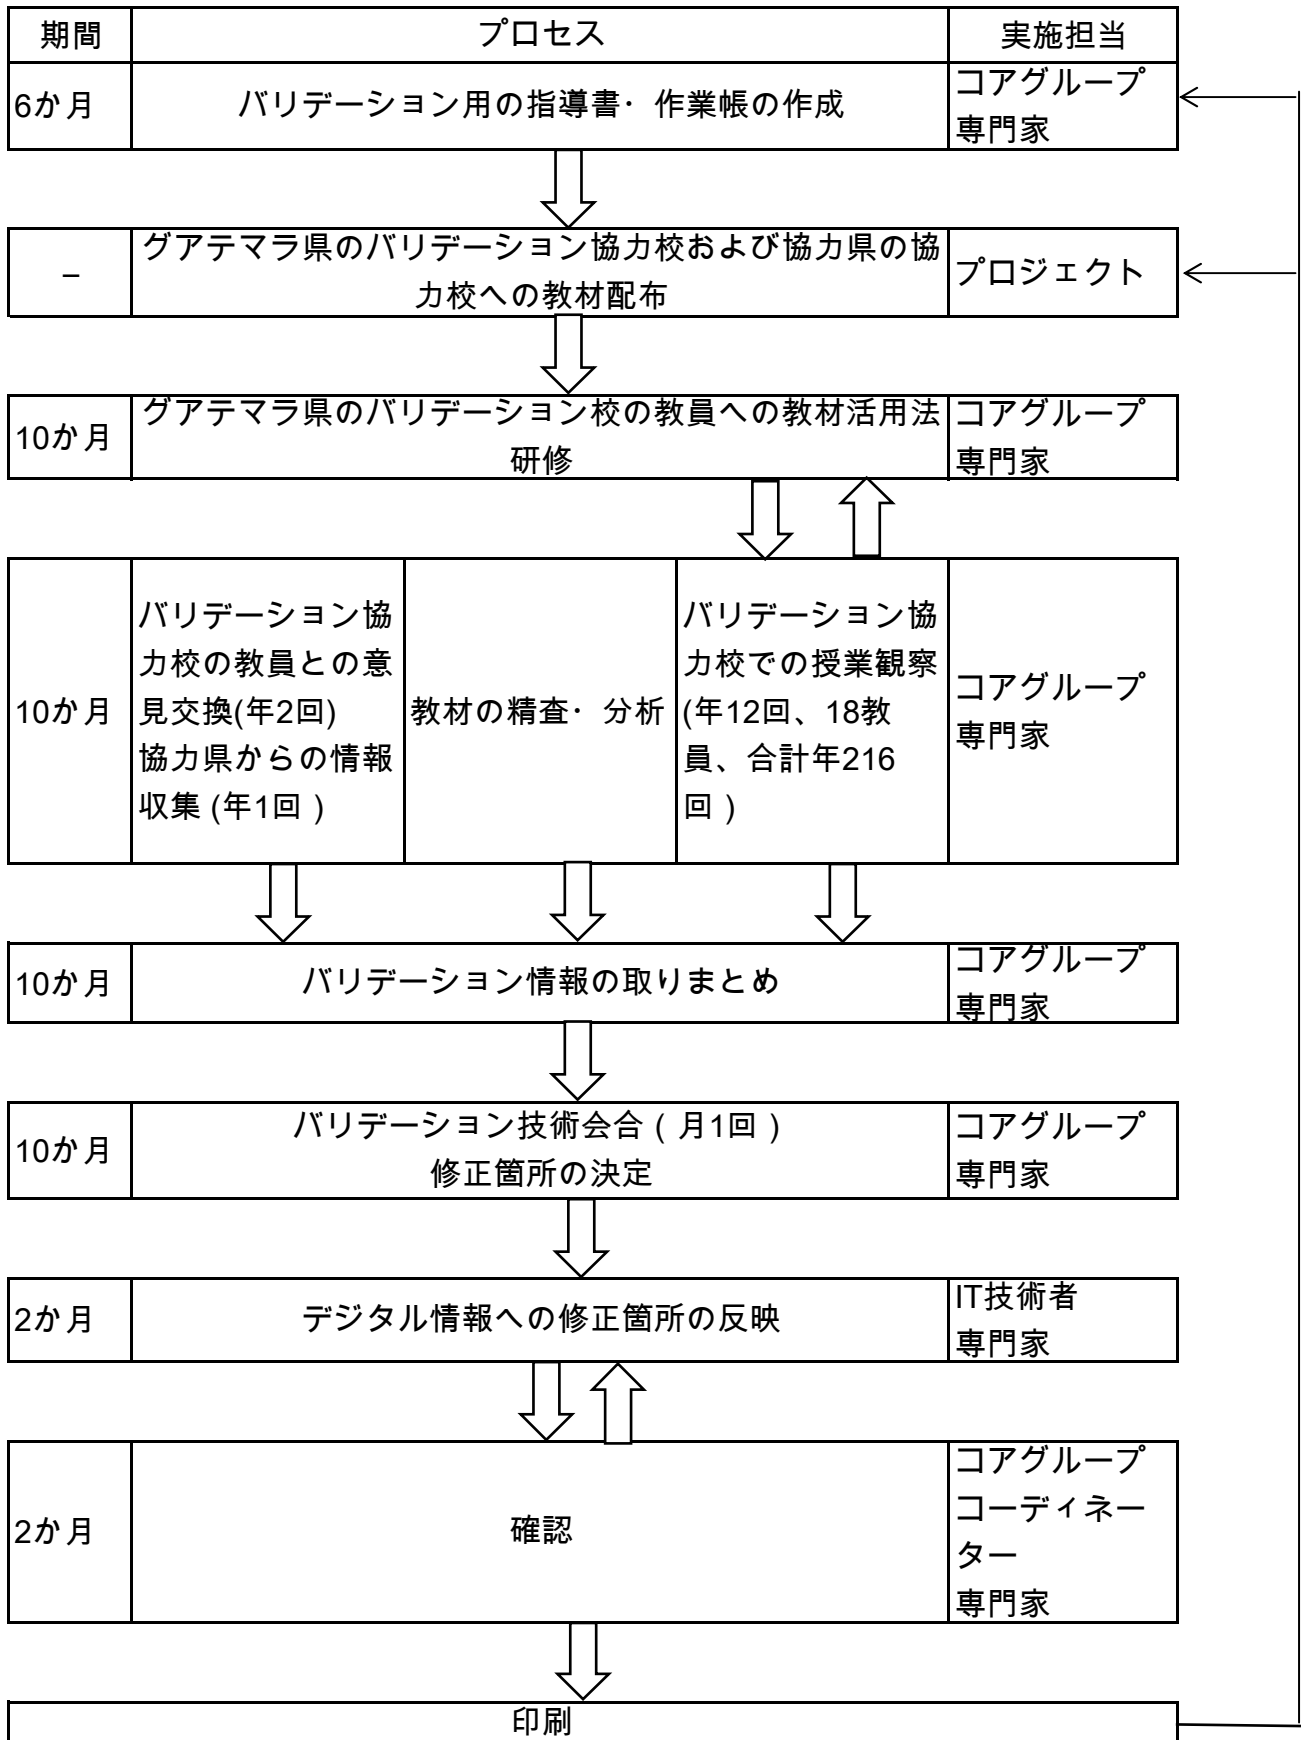 期間 プロセス 実施担当
6か月 バリデーション用の指導書・作業帳の作成 コアグループ
専門家
– グアテマラ県のバリデーション協力校および協力県の協
力校への教材配布 プロジェクト
10か月 グアテマラ県のバリデーション校の教員への教材活用法
研修 コアグループ
専門家
10か月
バリデーション協
力校の教員との意
見交換(年2回)
協力県からの情報
収集 (年1回 )
教材の精査・分析
バリデーション協
力校での授業観察
(年12回、18教
員、合計年216
回 )
コアグループ
専門家
10か月 バリデーション情報の取りまとめ コアグループ
専門家
10か月 バリデーション技術会合 ( 月1回 )
修正箇所の決定 コアグループ
専門家
2か月 デジタル情報への修正箇所の反映 IT技術者
専門家
2か月 確認 コアグループ
コーディネー
ター
専門家
印刷